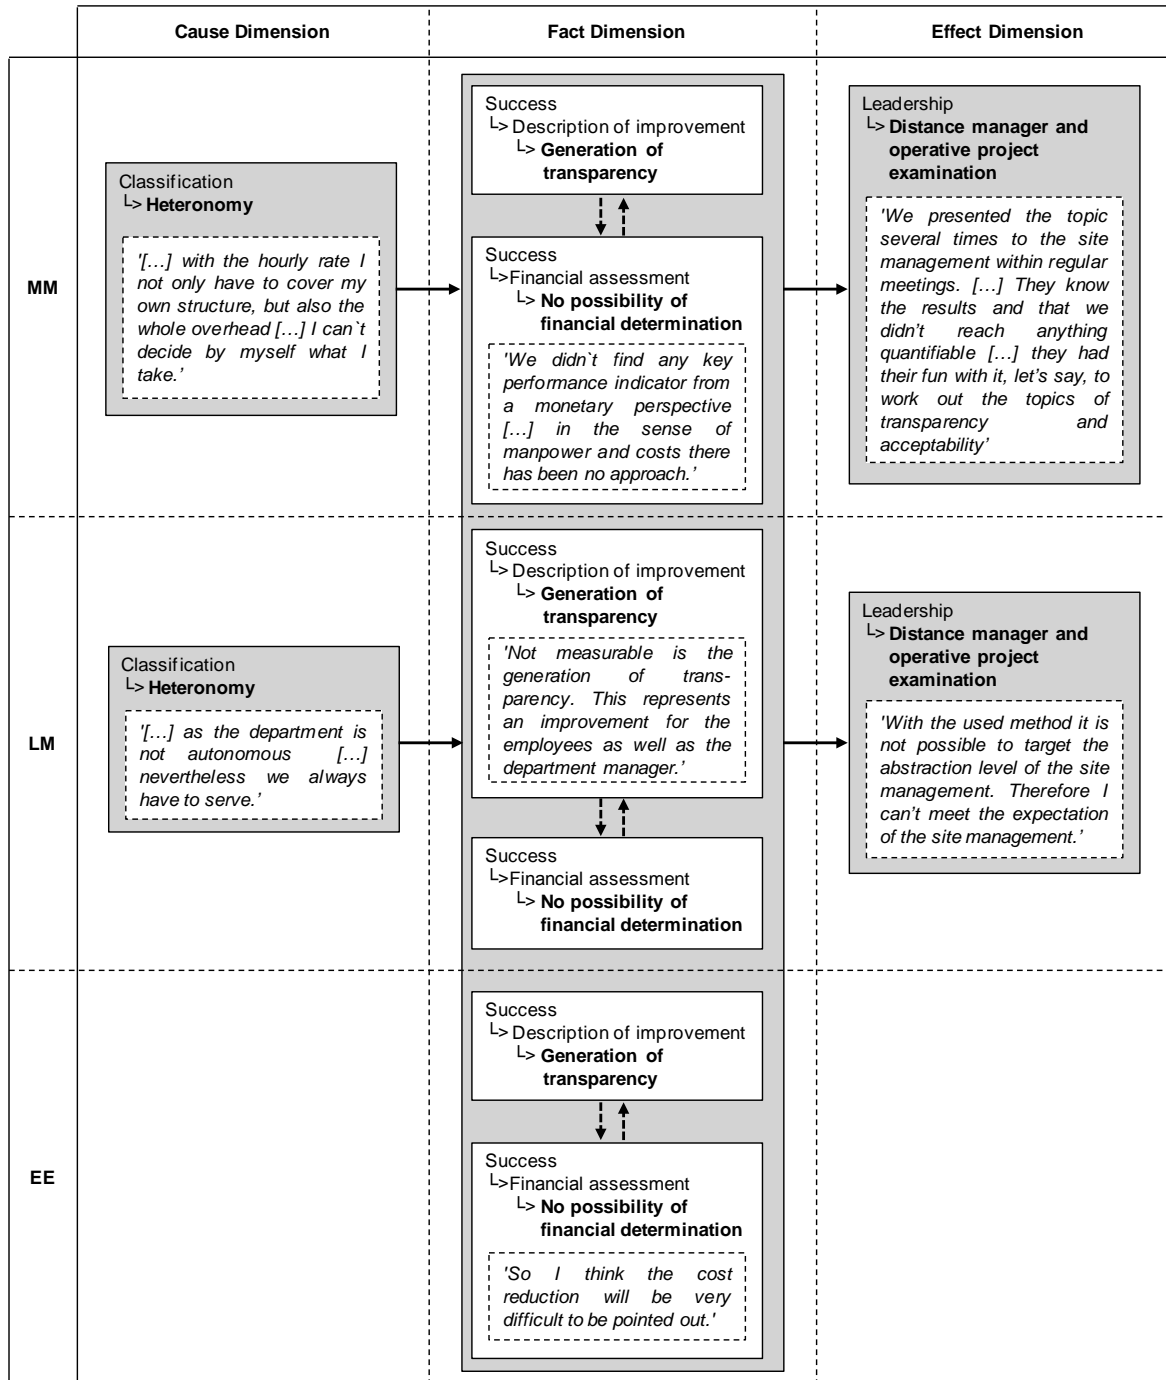 Cause Dimension
Fact Dimension
Effect Dimension
MM
Classification
Heteronomy
'[…] with the hourly rate I
not only have to cover my
own structure, but also the
whole overhead […] I can`t
decide by myself what I
take.’
Success
Description of improvement
Generation of
transparency
Success
Financial assessment
No possibility of
financial determination
'We didn`t find any key
performance indicator from
a monetary perspective
[…] in the sense of
manpower and costs there
has been no approach.’
Leadership
Distance manager and
operative project
examination
'We presented the topic
several times to the site
management within regular
meetings. […] They know
the results and that we
didn’t reach anything
quantifiable […] they had
their fun with it, let’s say, to
work out the topics of
transparency and
acceptability’
LM
Classification
Heteronomy
'[…] as the department is
not autonomous […]
nevertheless we always
have to serve.’
Success
Description of improvement
Generation of
transparency
'Not measurable is the
generation of trans-
parency. This represents
an improvement for the
employees as well as the
department manager.’
Success
Financial assessment
No possibility of
financial determination
Leadership
Distance manager and
operative project
examination
'With the used method it is
not possible to target the
abstraction level of the site
management. Therefore I
can’t meet the expectation
of the site management.’
EE
Success
Description of improvement
Generation of
transparency
Success
Financial assessment
No possibility of
financial determination
'So I think the cost
reduction will be very
difficult to be pointed out.'